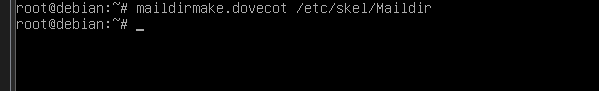 root@debian:~# maildirmake.dovecot /etc/skel/Maildir
root@debian:~# _